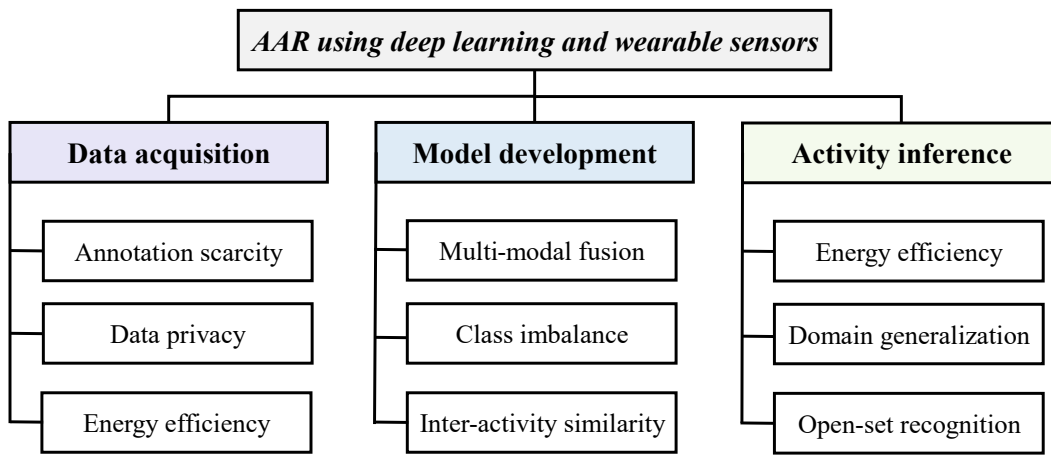 AAR using deep learning and wearable sensors
Data acquisition
Annotation scarcity
Data privacy
Energy efficiency
Model development
Multi-modal fusion
Class imbalance
Inter-activity similarity
Activity inference
Energy efficiency
Domain generalization
Open-set recognition